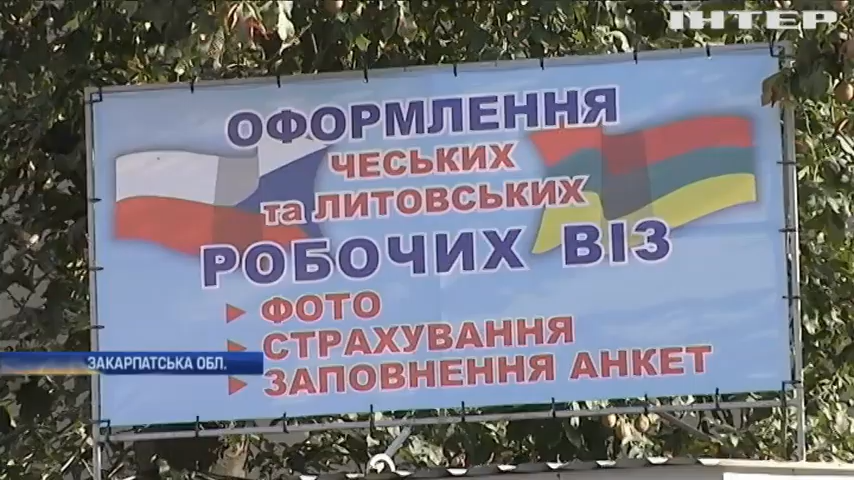 ІНТЕР
ОФОРМЛЕННЯ
ЧЕСЬКИХ
та ЛИТОВСЬКИХ
РОБОЧИХ ВІЗ
ФОТО
СТРАХУВАННЯ
ЗАПОВНЕННЯ АНКЕТ
ЗАКАРПАТСЬКА ОБЛ.